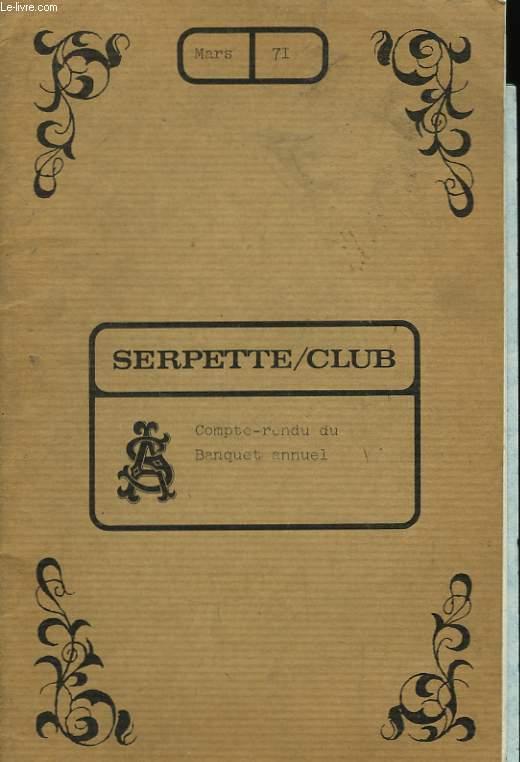 Le-livre.com
Mars 71
SERPETTE/CLUB
Compte-rendu du
Banquet annuel